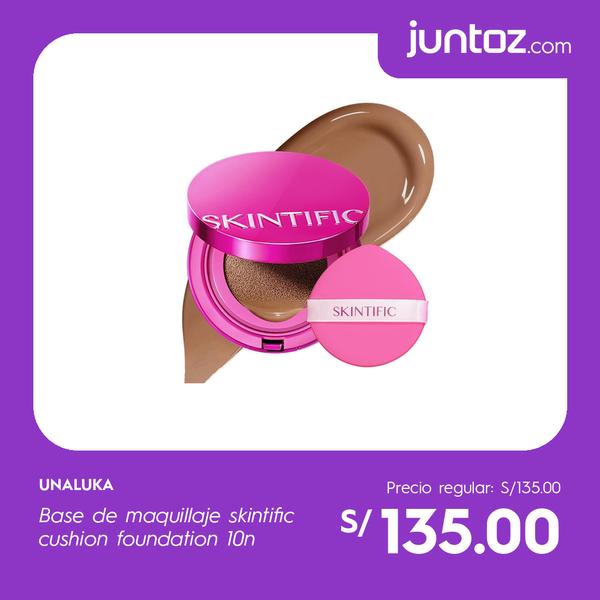 juntoz.com
SKINTIFIC
SKINTIFIC
UNALUKA
Base de maquillaje skintific
cushion foundation 10n
Precio regular: S/135.00
S/135.00